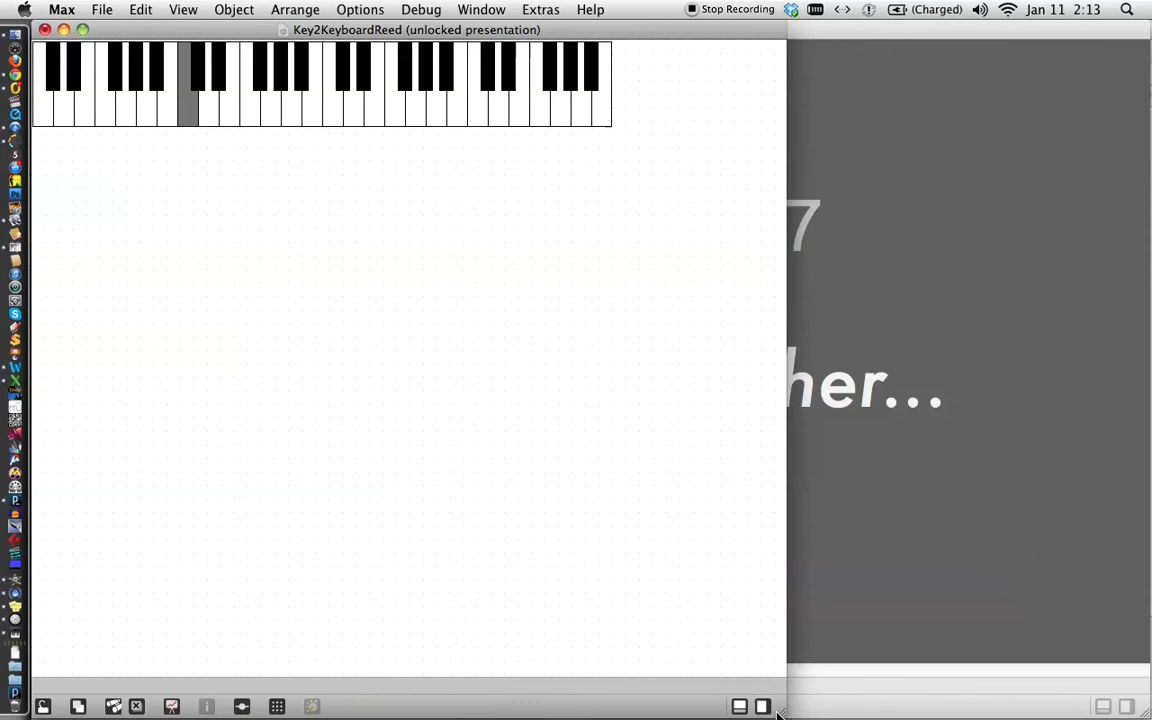 Max File Edit View Object Arrange Options Debug Window Extras Help Stop Recording (Charged) Jan 11 2:13
Key2KeyboardReed (unlocked presentation)
7
her...